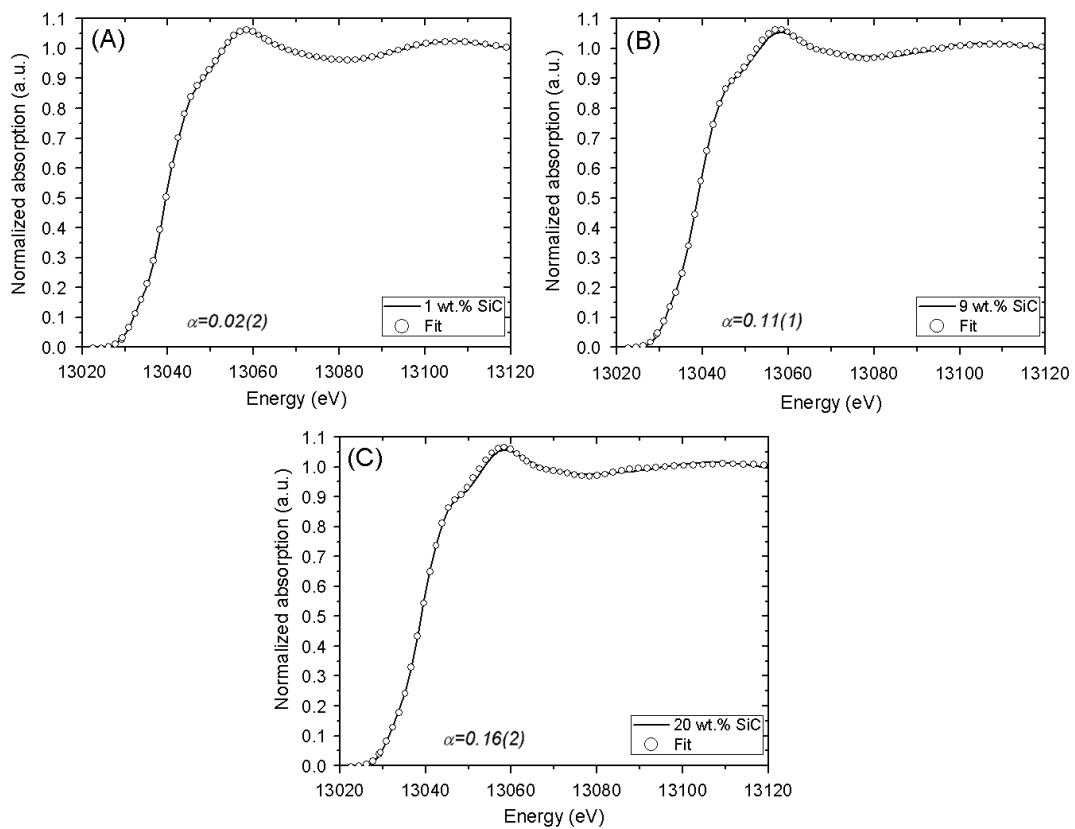 (A)
Normalized absorption (a.u.)
1.1
1.0
0.9
0.8
0.7
0.6
0.5
0.4
0.3
0.2
0.1
0.0
α=0.02(2)
1 wt.% SiC
Fit
13020 13040 13060 13080 13100 13120
Energy (eV)
(B)
Normalized absorption (a.u.)
1.1
1.0
0.9
0.8
0.7
0.6
0.5
0.4
0.3
0.2
0.1
0.0
α=0.11(1)
9 wt.% SiC
Fit
13020 13040 13060 13080 13100 13120
Energy (eV)
(C)
Normalized absorption (a.u.)
1.1
1.0
0.9
0.8
0.7
0.6
0.5
0.4
0.3
0.2
0.1
0.0
α=0.16(2)
20 wt.% SiC
Fit
13020 13040 13060 13080 13100 13120
Energy (eV)